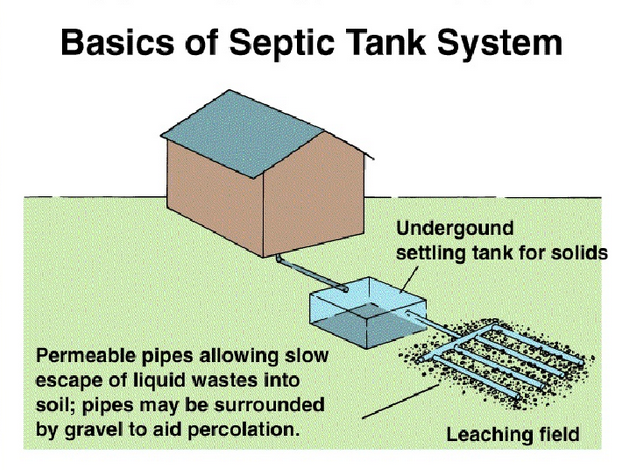 Basics of Septic Tank System
Undergound
settling tank for solids
Permeable pipes allowing slow
escape of liquid wastes into
soil; pipes may be surrounded
by gravel to aid percolation.
Leaching field